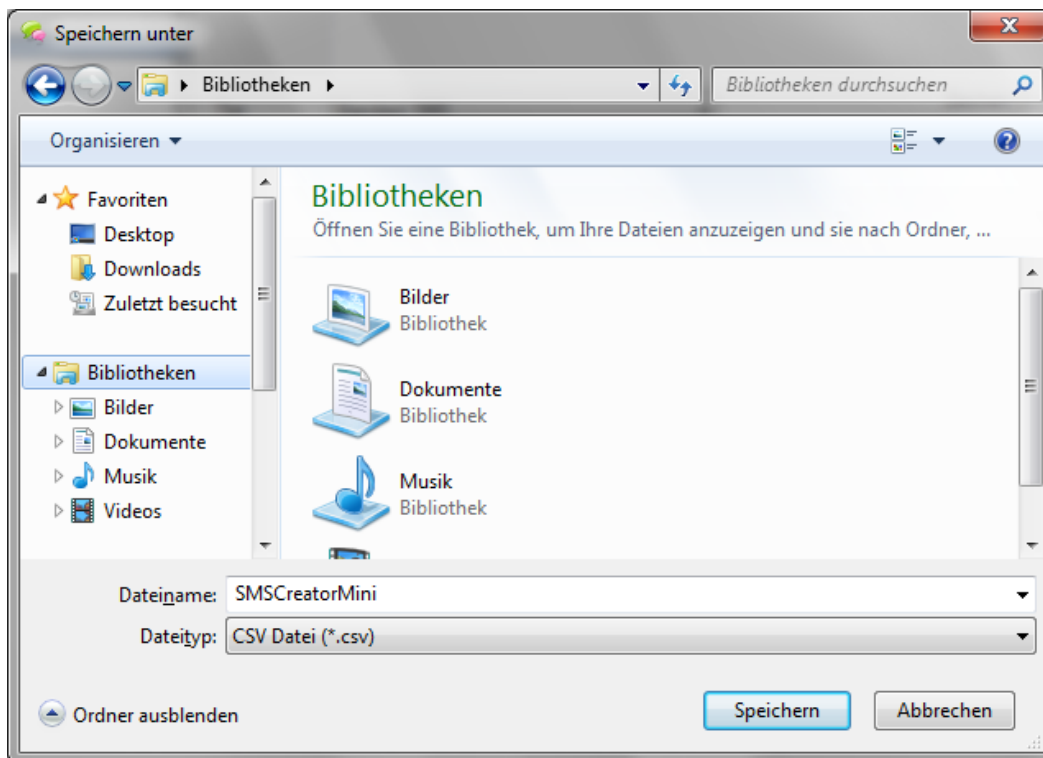 Speichern unter
Bibliotheken
Bibliotheken durchsuchen
Organisieren
Favoriten
Desktop
Downloads
Zuletzt besucht
Bibliotheken
Bilder
Dokumente
Musik
Videos
Bibliotheken
Öffnen Sie eine Bibliothek, um Ihre Dateien anzuzeigen und sie nach Ordner, ...
Bilder
Bibliothek
Dokumente
Bibliothek
Musik
Bibliothek
Dateiname: SMSCreatorMini
Dateityp: CSV Datei (*.csv)
Ordner ausblenden
Speichern
Abbrechen